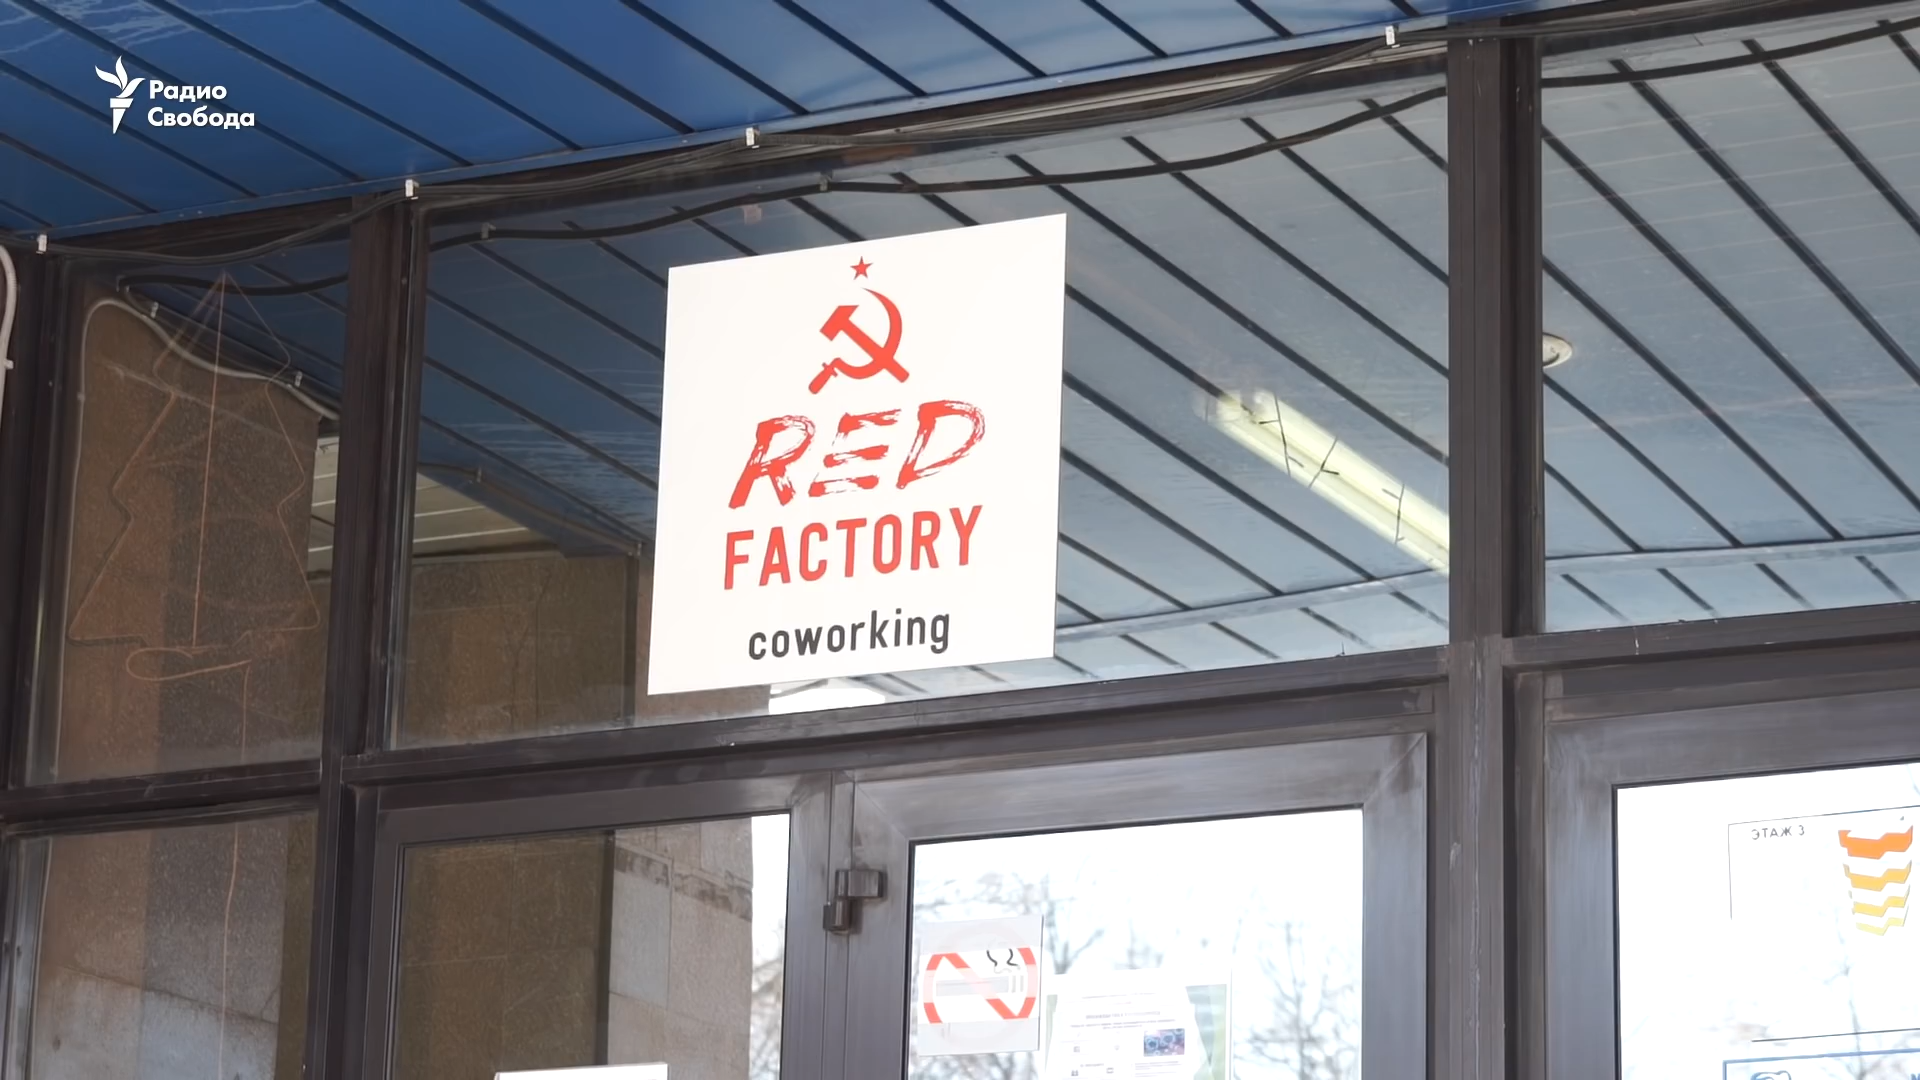 Радио
Свобода
RED
FACTORY
coworking
ЭТАЖ 3